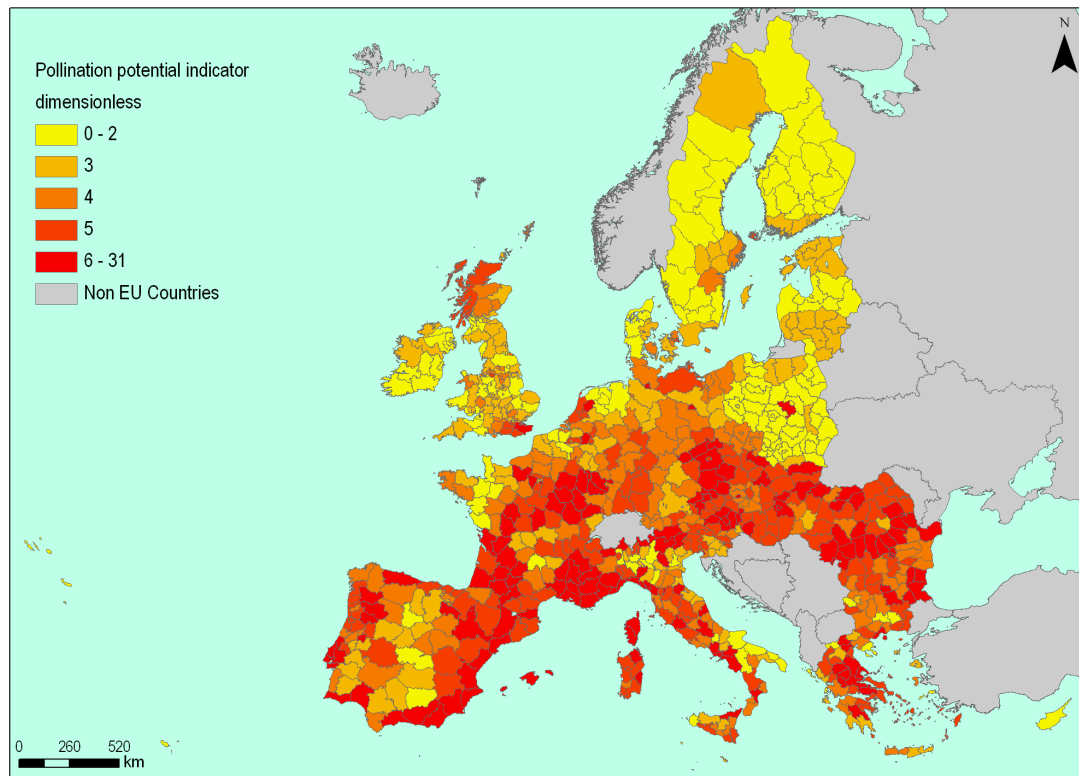 N
Pollination potential indicator
dimensionless
0 - 2
3
4
5
6 - 31
Non EU Countries
0 260 520
km